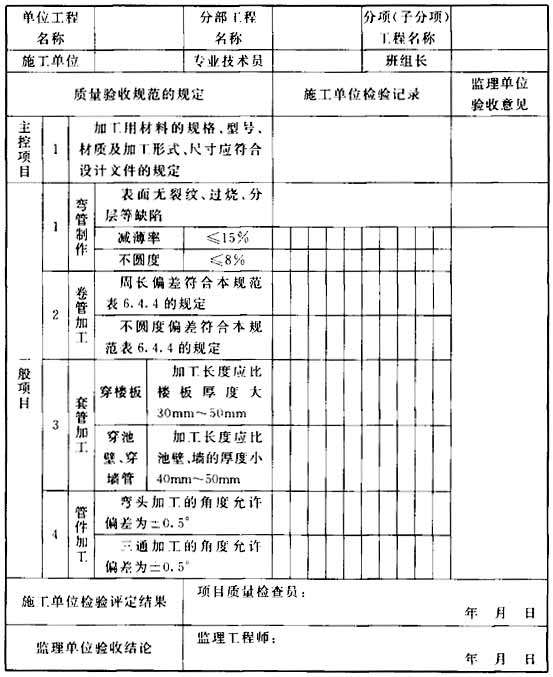 单位工程名称 分部工程名称 分项(子分项)工程名称
施工单位 专业技术员 班组长
质量验收规范的规定 施工单位检验记录 监理单位验收意见
主控项目 1 加工用材料的规格、型号、
材质及加工形式、尺寸应符合
设计文件的规定
一般项目
1 弯管制作 表面无裂纹、过烧、分
层等缺陷
减薄率 ≤15%
不圆度 ≤8%
2 卷管加工 周长偏差符合本规范
表6.4.4的规定
不圆度偏差符合本规
范表6.4.4的规定
3 套管加工 穿楼板 加工长度应比
楼板厚度大
30mm～50mm
穿池壁、穿墙管 加工长度应比
池壁、墙的厚度小
40mm～50mm
4 管件加工 弯头加工的角度允许
偏差为±0.5°
三通加工的角度允许
偏差为±0.5°
施工单位检验评定结果 项目质量检查员：
年 月 日
监理单位验收结论 监理工程师：
年 月 日